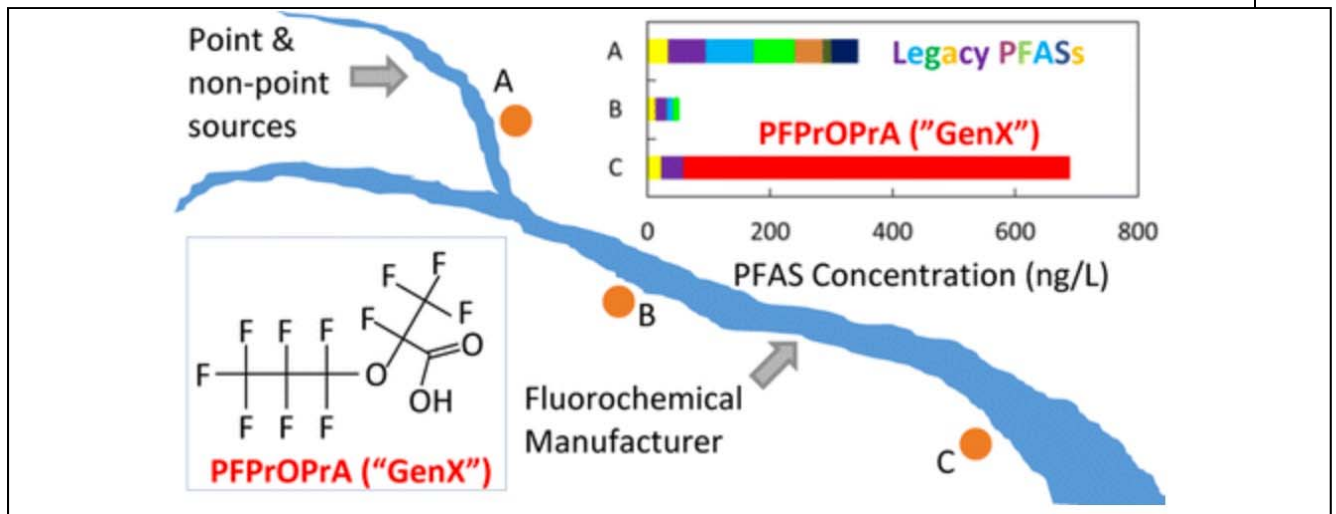 Point &
non-point
sources
A
A
Legacy PFASs
B
PFPrOPrA (”GenX”)
C
0 200 400 600 800
PFAS Concentration (ng/L)
B
Fluorochemical
Manufacturer
C
F F
F F
F F F O
F O
OH
F F F
PFPrOPrA (“GenX”)